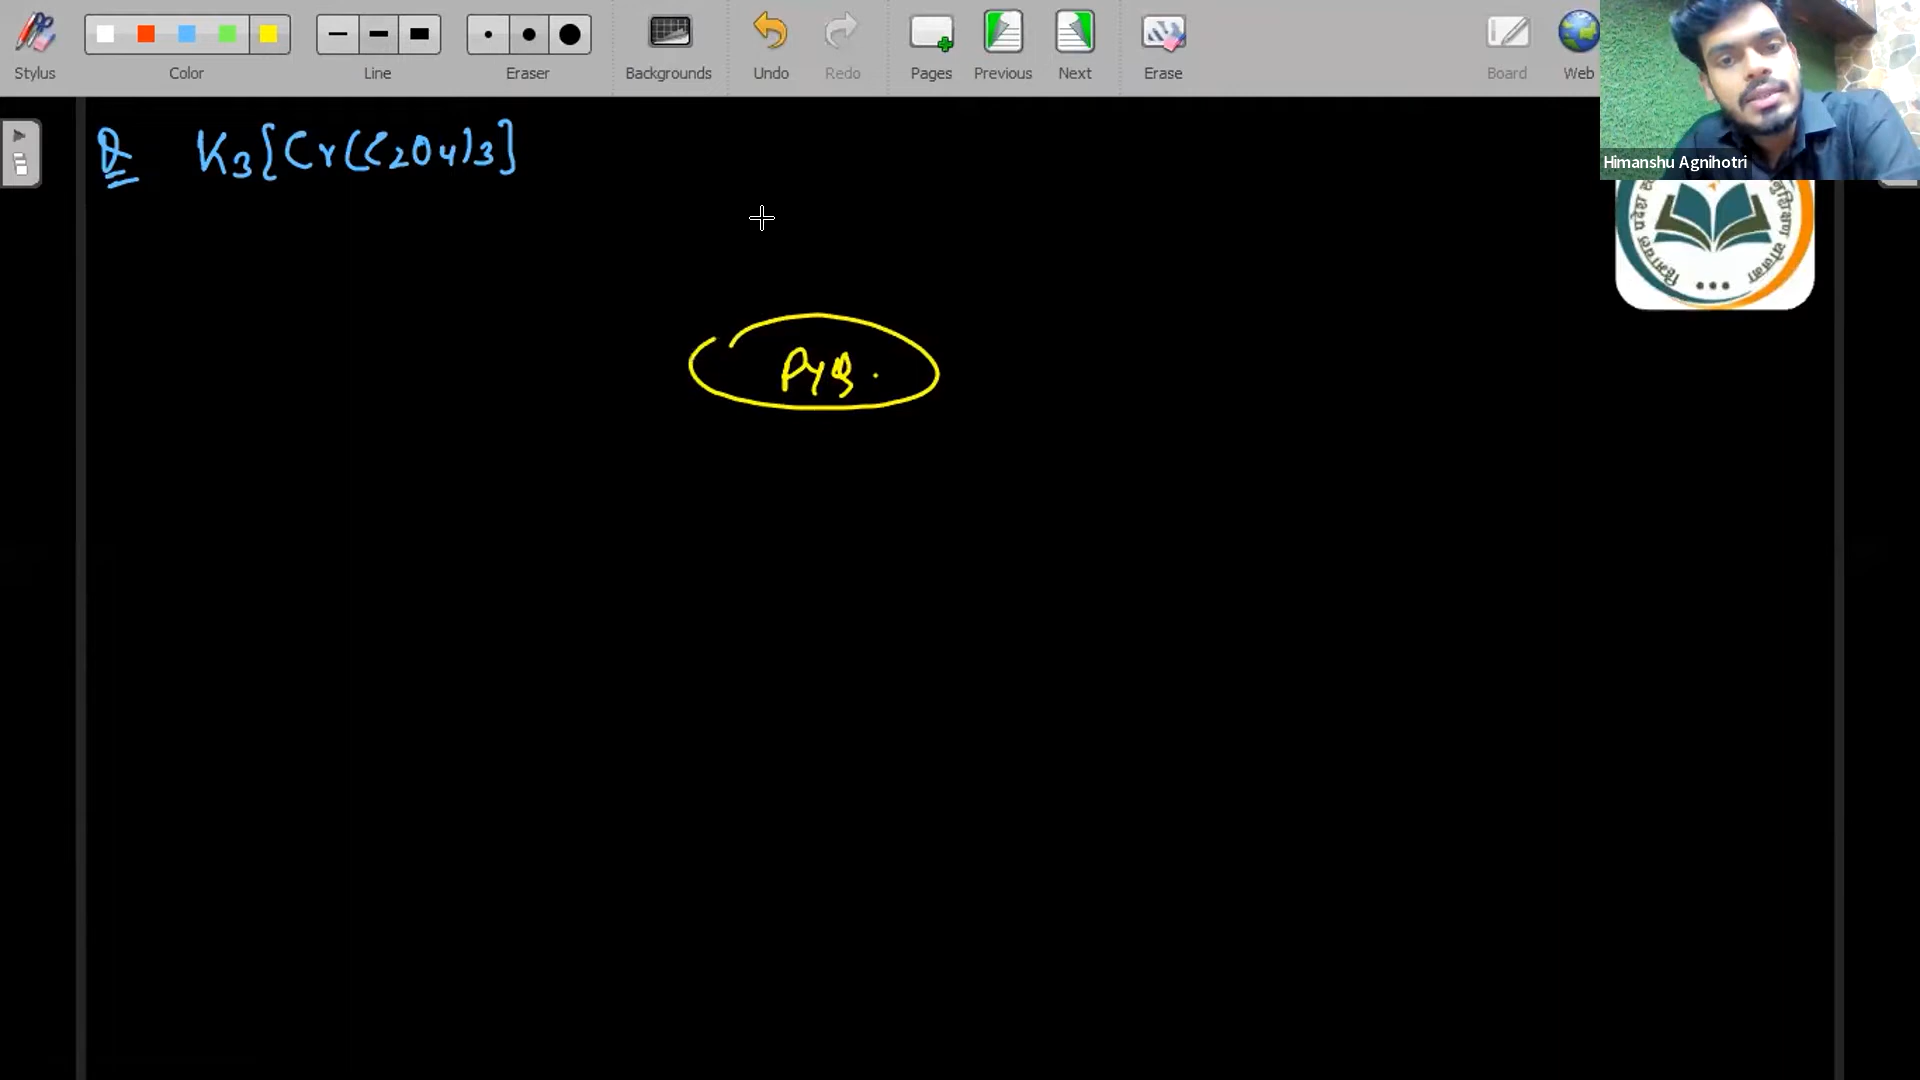 Stylus Color Line Eraser Backgrounds Undo Redo Pages Previous Next Erase Board Web
Himanshu Agnihotri
Q K3[Cr(C2O4)3]
PYQ.